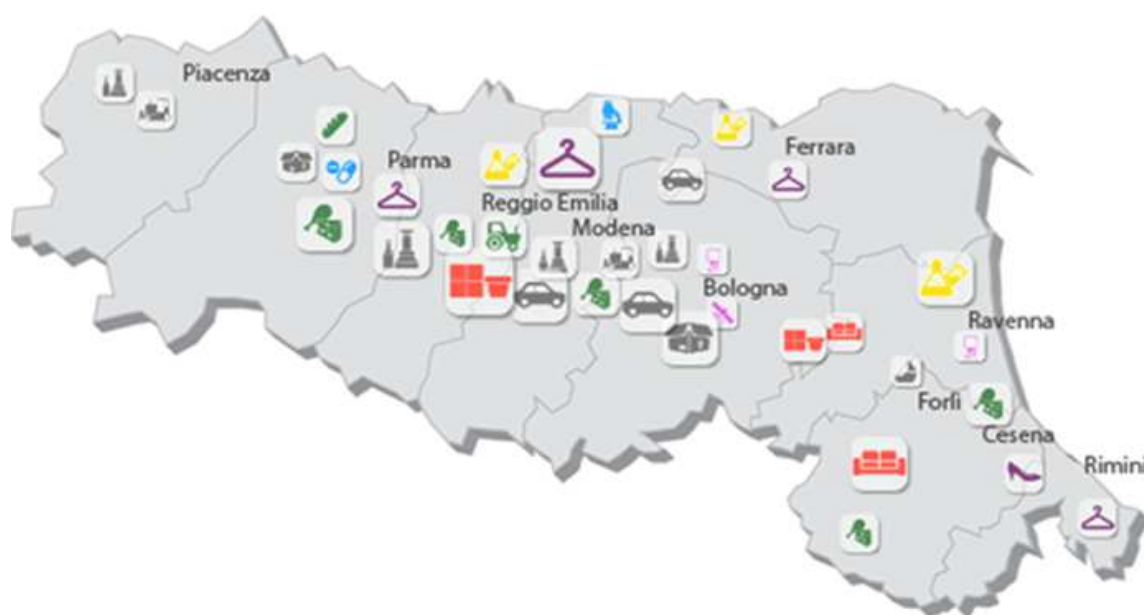 Piacenza
Ferrara
Parma
Reggio Emilia
Modena
Bologna
Ravenna
Forlì
Cesena
Rimini